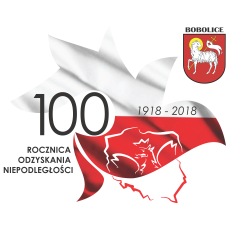 BOBOLICE
100
1918 - 2018
ROCZNICA
ODZYSKANIA
NIEPODLEGŁOŚCI